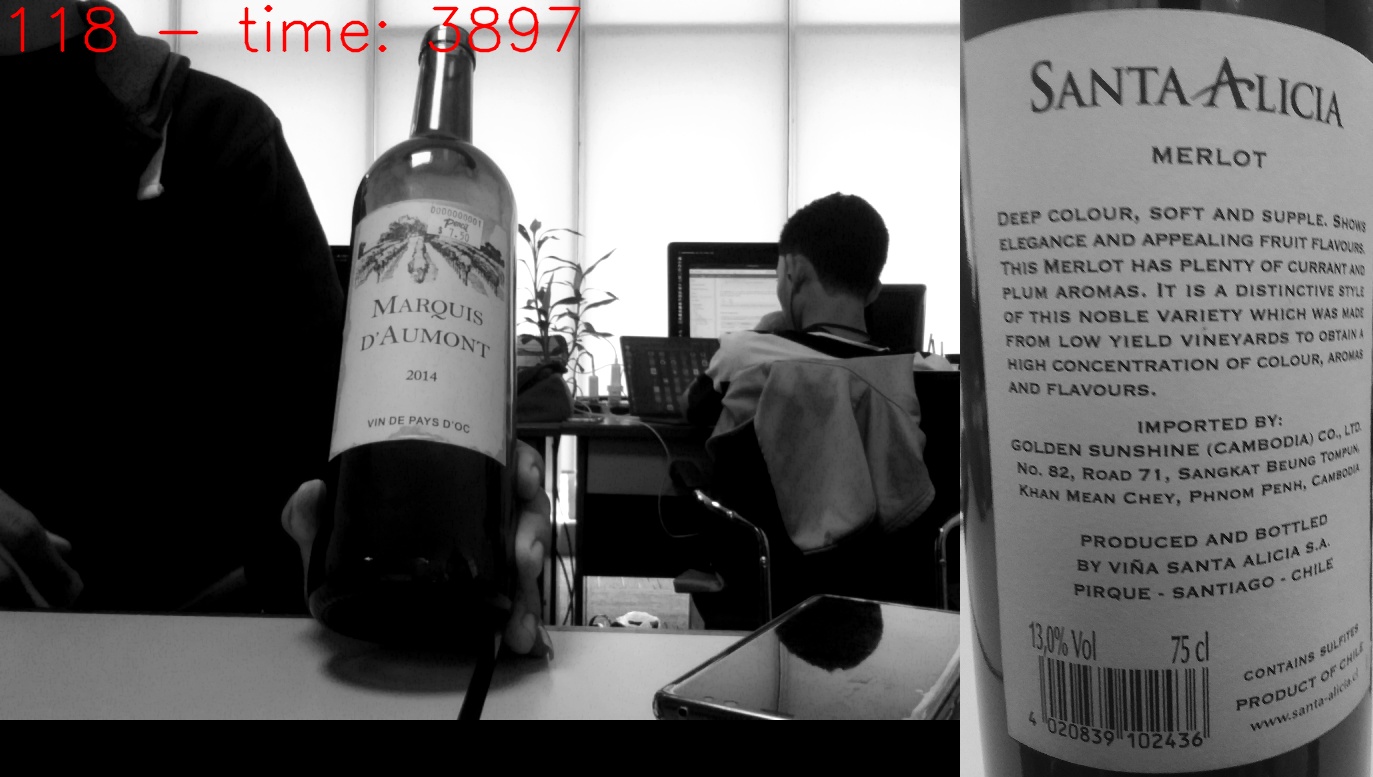 118 - time: 3897
0000000001
$ 7.50
MARQUIS
D'AUMONT
2014
VIN DE PAYS D'OC
SANTA ALICIA
MERLOT
DEEP COLOUR, SOFT AND SUPPLE. SHOWS
ELEGANCE AND APPEALING FRUIT FLAVOURS.
THIS MERLOT HAS PLENTY OF CURRANT AND
PLUM AROMAS. IT IS A DISTINCTIVE STYLE
OF THIS NOBLE VARIETY WHICH WAS MADE
FROM LOW YIELD VINEYARDS TO OBTAIN A
HIGH CONCENTRATION OF COLOUR, AROMAS
AND FLAVOURS.
IMPORTED BY:
GOLDEN SUNSHINE (CAMBODIA) CO., LTD.
NO. 82, ROAD 71, SANGKAT BEUNG TOMPUN,
KHAN MEAN CHEY, PHNOM PENH, CAMBODIA
PRODUCED AND BOTTLED
BY VIÑA SANTA ALICIA S.A.
PIRQUE - SANTIAGO - CHILE
13,0% Vol 75 cl
CONTAINS SULFITES
PRODUCT OF CHILE
www.santa-alicia.cl
4 020839 102436